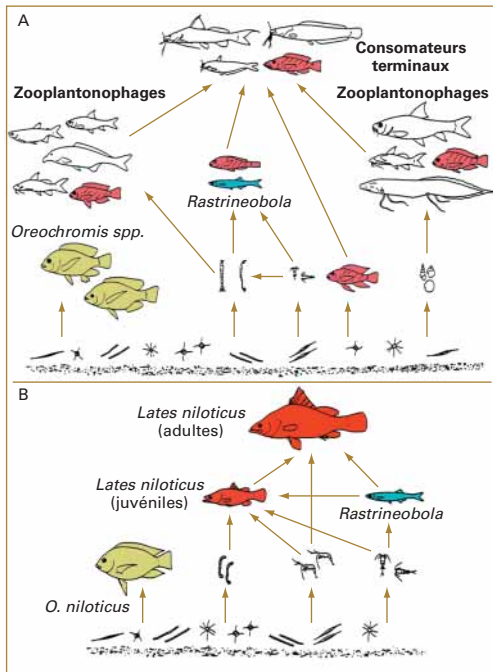 A
Consomateurs
terminaux
Zooplantonophages
Zooplantonophages
Rastrineobola
Oreochromis spp.
B
Lates niloticus
(adultes)
Lates niloticus
(juvéniles)
Rastrineobola
O. niloticus